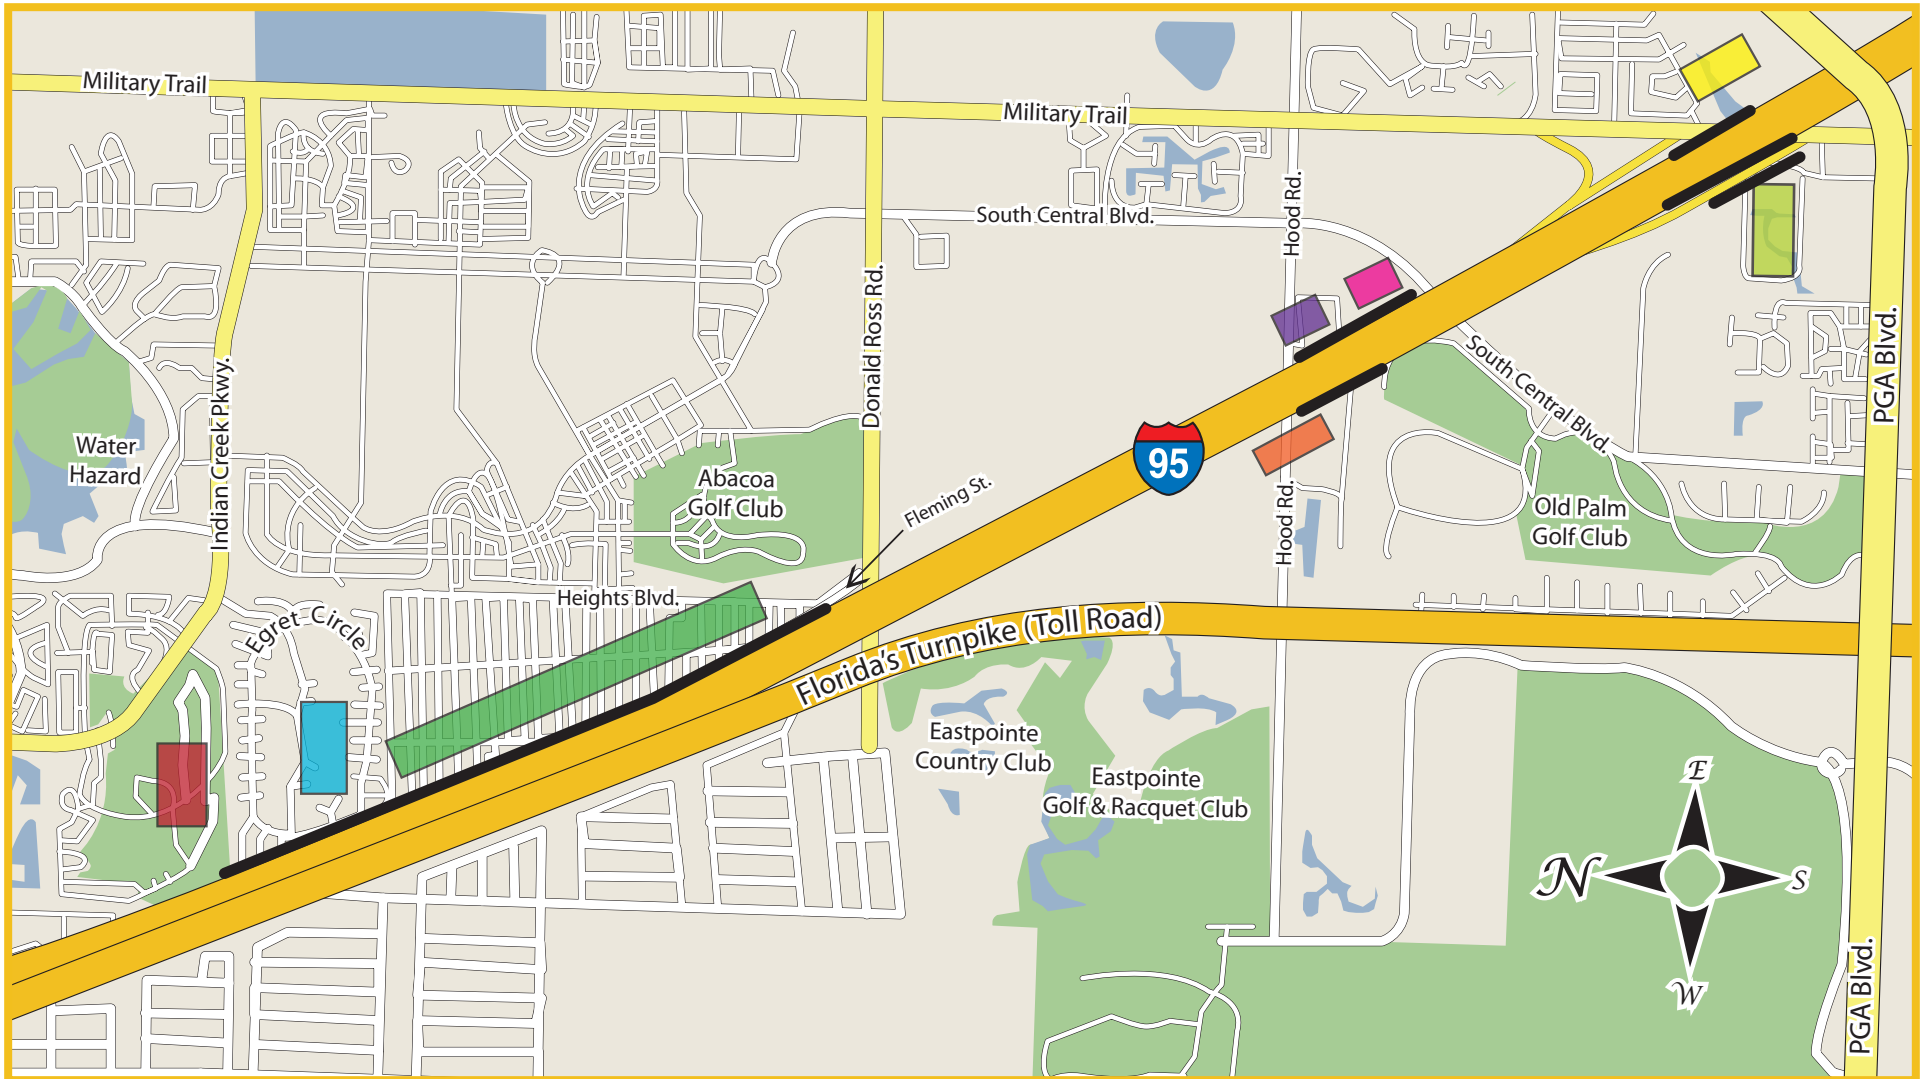 Military Trail
Military Trail
Hood Rd.
South Central Blvd.
Donald Ross Rd.
PGA Blvd.
South Central Blvd.
Indian Creek Pkwy.
Water
Hazard
95
Abacoa
Golf Club
Fleming St.
Hood Rd.
Old Palm
Golf Club
Heights Blvd.
Egret Circle
Florida's Turnpike (Toll Road)
Eastpointe
Country Club
Eastpointe
Golf & Racquet Club
E
N
S
W
PGA Blvd.